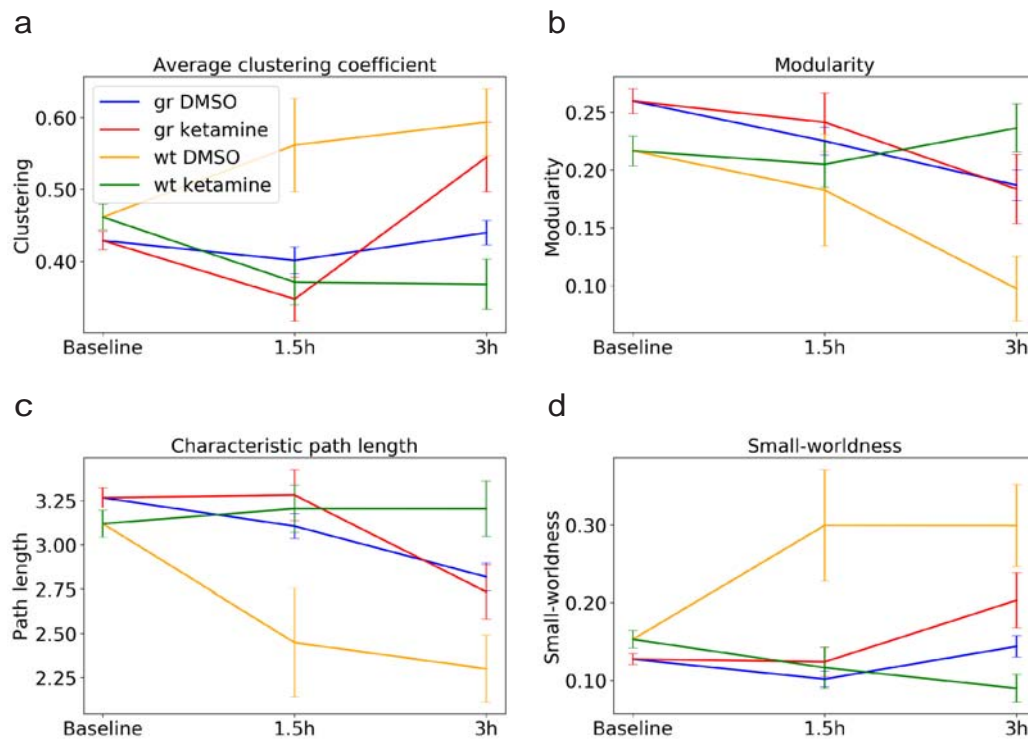 a
Average clustering coefficient
Clustering
0.60
0.50
0.40
gr DMSO
gr ketamine
wt DMSO
wt ketamine
Baseline 1.5h 3h
b
Modularity
Modularity
0.25
0.20
0.15
0.10
Baseline 1.5h 3h
c
Characteristic path length
Path length
3.25
3.00
2.75
2.50
2.25
Baseline 1.5h 3h
d
Small-worldness
Small-worldness
0.30
0.20
0.10
Baseline 1.5h 3h